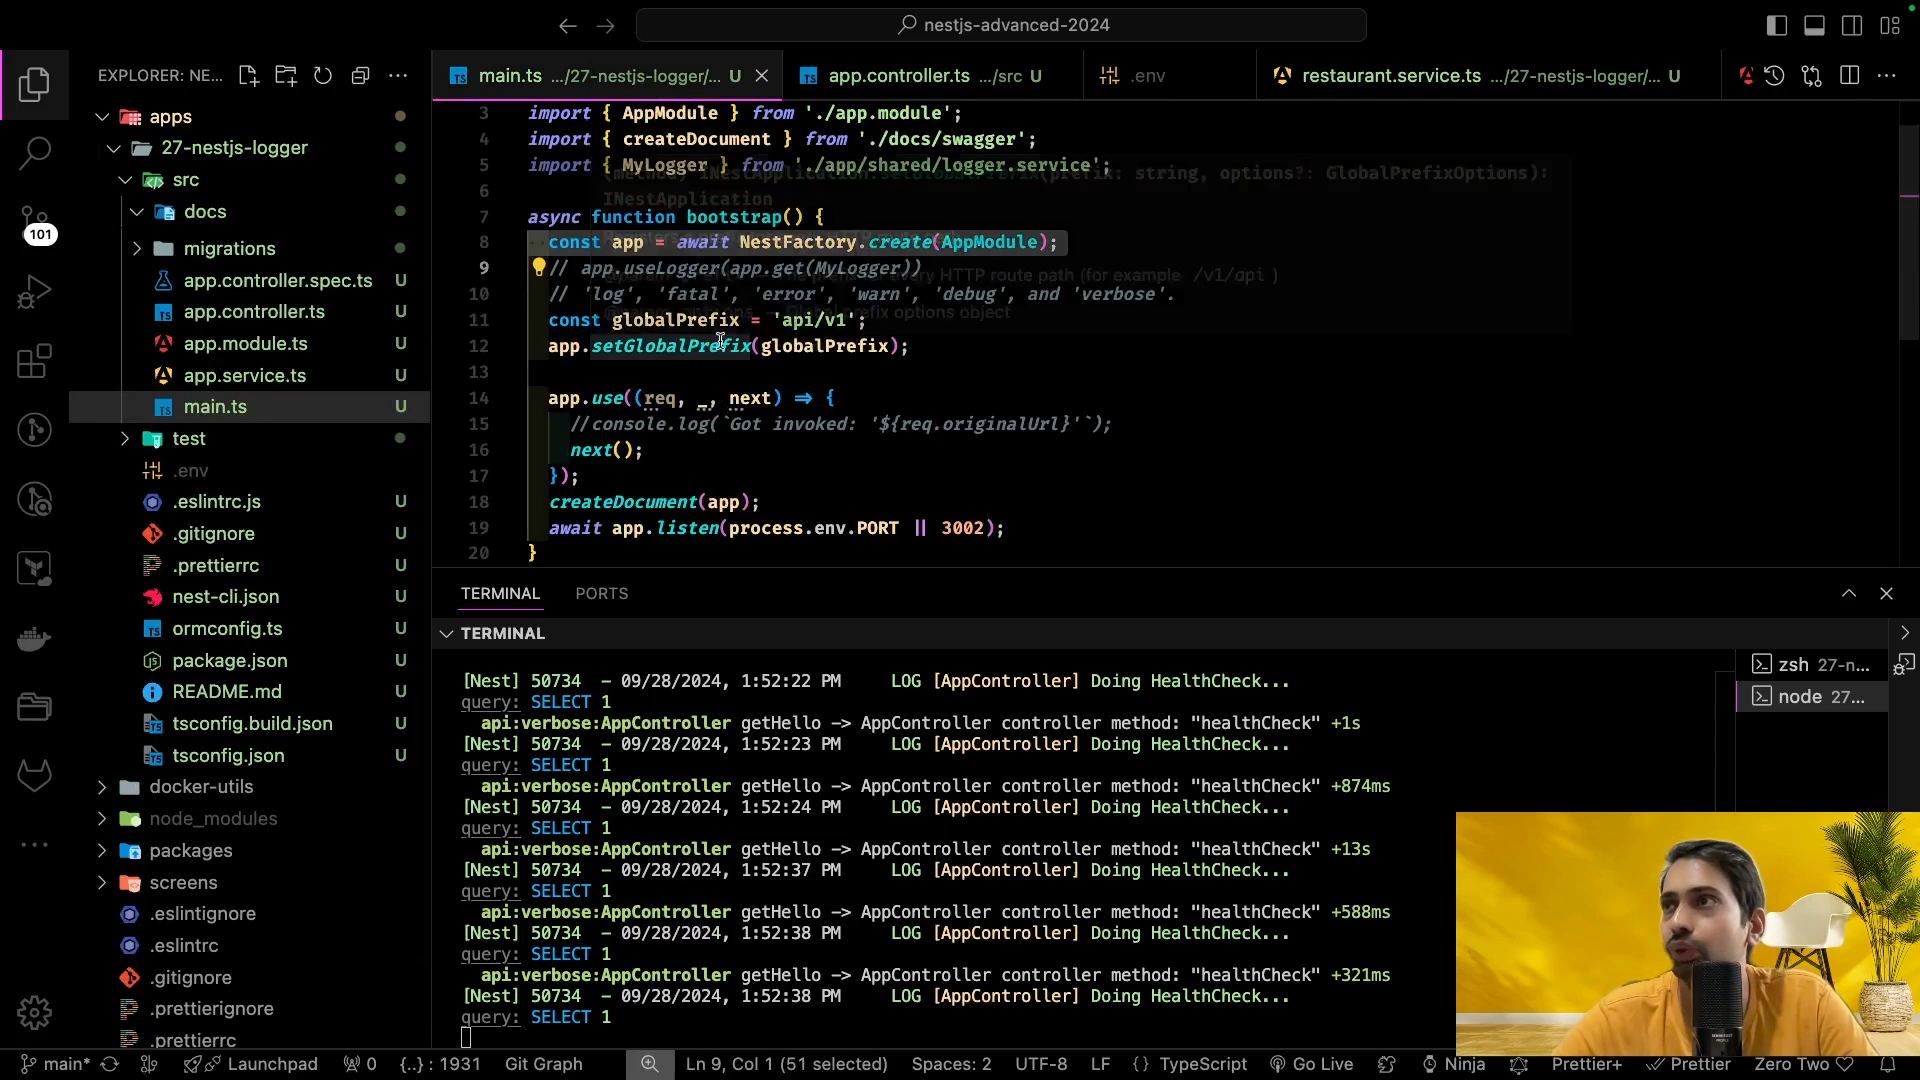 nestjs-advanced-2024
EXPLORER: NE...
main.ts .../27-nestjs-logger/... U
app.controller.ts .../src U
.env
restaurant.service.ts .../27-nestjs-logger/... U
apps
27-nestjs-logger
src
docs
migrations
app.controller.spec.ts U
app.controller.ts U
app.module.ts U
app.service.ts U
main.ts U
test
.env
.eslintrc.js U
.gitignore U
.prettierrc U
nest-cli.json U
ormconfig.ts U
package.json U
README.md U
tsconfig.build.json U
tsconfig.json U
docker-utils
node_modules
packages
screens
.eslintignore
.eslintrc
.gitignore
.prettierignore
.prettierrc
101
3 import { AppModule } from './app.module';
4 import { createDocument } from './docs/swagger';
5 import { MyLogger } from './app/shared/logger.service';
6
7 async function bootstrap() {
8 const app = await NestFactory.create(AppModule);
9 // app.useLogger(app.get(MyLogger))
10 // 'log', 'fatal', 'error', 'warn', 'debug', and 'verbose'.
11 const globalPrefix = 'api/v1';
12 app.setGlobalPrefix(globalPrefix);
13
14 app.use((req, _, next) => {
15 //console.log(`Got invoked: '${req.originalUrl}'`);
16 next();
17 });
18 createDocument(app);
19 await app.listen(process.env.PORT || 3002);
20 }
prefix: string, options?: GlobalPrefixOptions):
INestApplication
every HTTP route path (for example /v1/api )
prefix options object
TERMINAL PORTS
TERMINAL
[Nest] 50734 - 09/28/2024, 1:52:22 PM LOG [AppController] Doing HealthCheck...
query: SELECT 1
api:verbose:AppController getHello -> AppController controller method: "healthCheck" +1s
[Nest] 50734 - 09/28/2024, 1:52:23 PM LOG [AppController] Doing HealthCheck...
query: SELECT 1
api:verbose:AppController getHello -> AppController controller method: "healthCheck" +874ms
[Nest] 50734 - 09/28/2024, 1:52:24 PM LOG [AppController] Doing HealthCheck...
query: SELECT 1
api:verbose:AppController getHello -> AppController controller method: "healthCheck" +13s
[Nest] 50734 - 09/28/2024, 1:52:37 PM LOG [AppController] Doing HealthCheck...
query: SELECT 1
api:verbose:AppController getHello -> AppController controller method: "healthCheck" +588ms
[Nest] 50734 - 09/28/2024, 1:52:38 PM LOG [AppController] Doing HealthCheck...
query: SELECT 1
api:verbose:AppController getHello -> AppController controller method: "healthCheck" +321ms
[Nest] 50734 - 09/28/2024, 1:52:38 PM LOG [AppController] Doing HealthCheck...
query: SELECT 1
zsh 27-n...
node 27...
main* Launchpad 0 {..} : 1931 Git Graph Ln 9, Col 1 (51 selected) Spaces: 2 UTF-8 LF {} TypeScript Go Live Ninja Prettier+ Prettier Zero Two